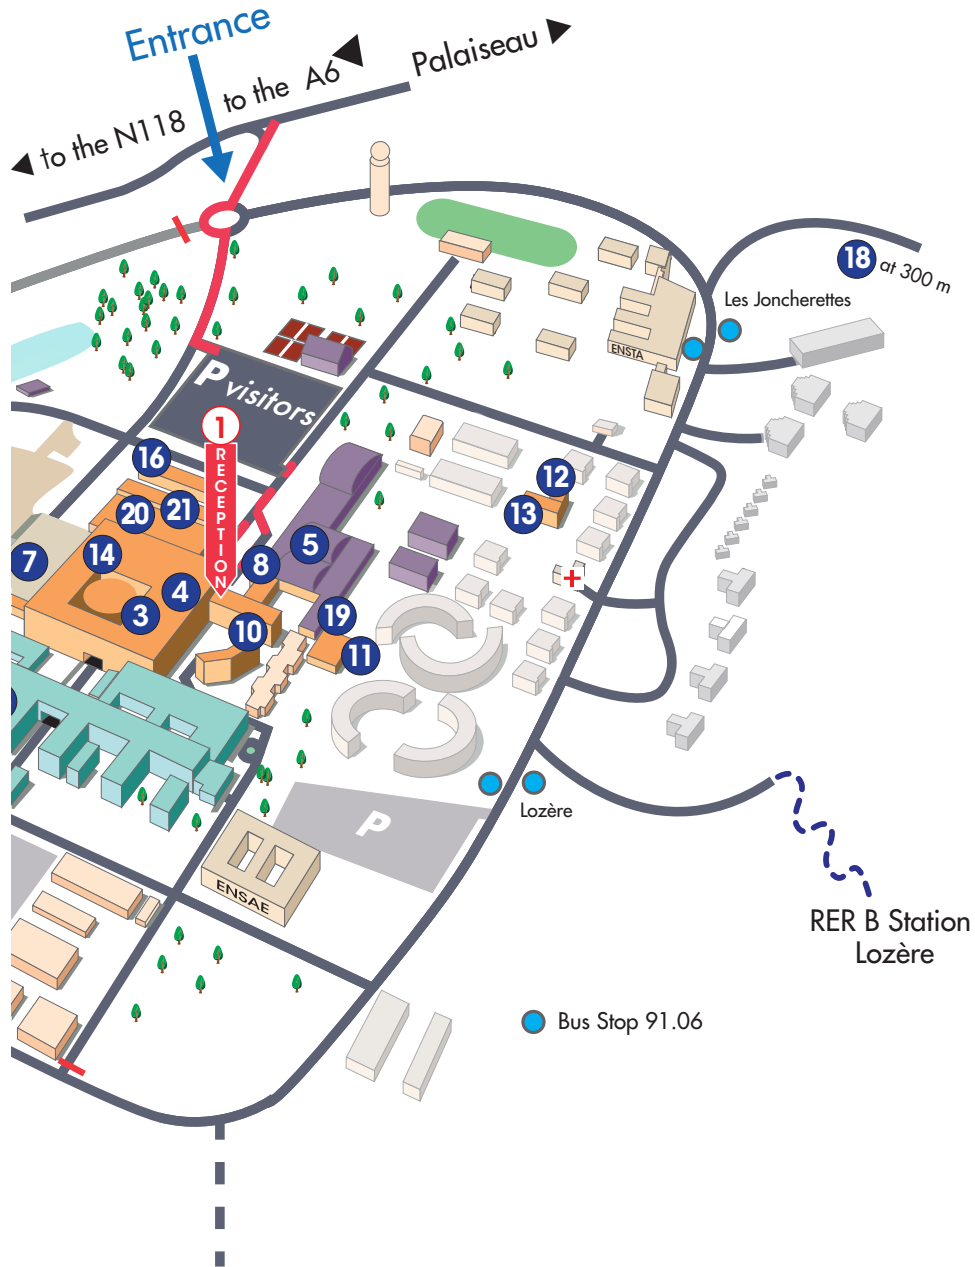 Entrance
to the N118
to the A6
Palaiseau
18 at 300 m
Les Joncherettes
ENSTA
P visitors
1
RECEPTION
16
12
13
20
21
5
7
14
8
4
3
19
10
11
P
Lozère
ENSAE
RER B Station
Lozère
Bus Stop 91.06